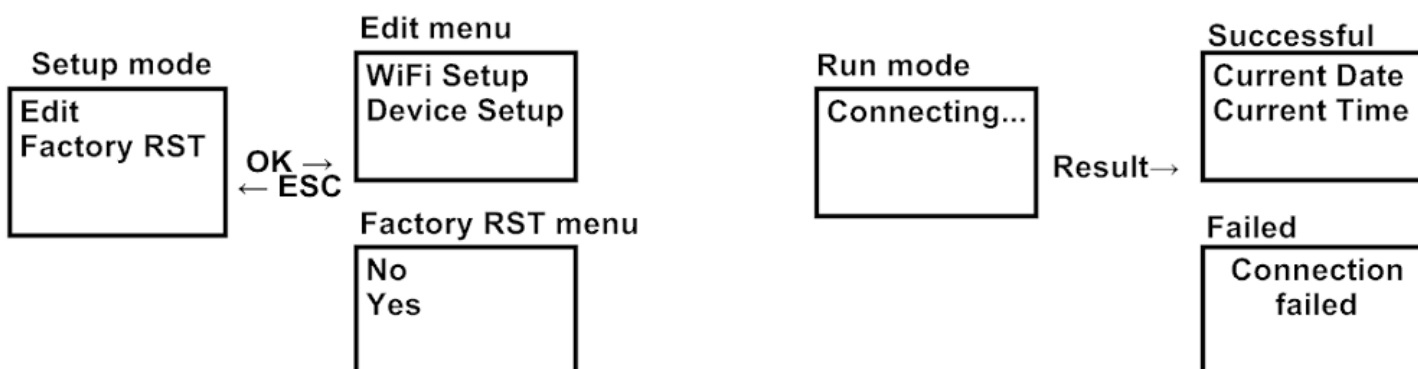 Setup mode
Edit
Factory RST
OK →
← ESC
Edit menu
WiFi Setup
Device Setup
Factory RST menu
No
Yes
Run mode
Connecting...
Result→
Successful
Current Date
Current Time
Failed
Connection
failed